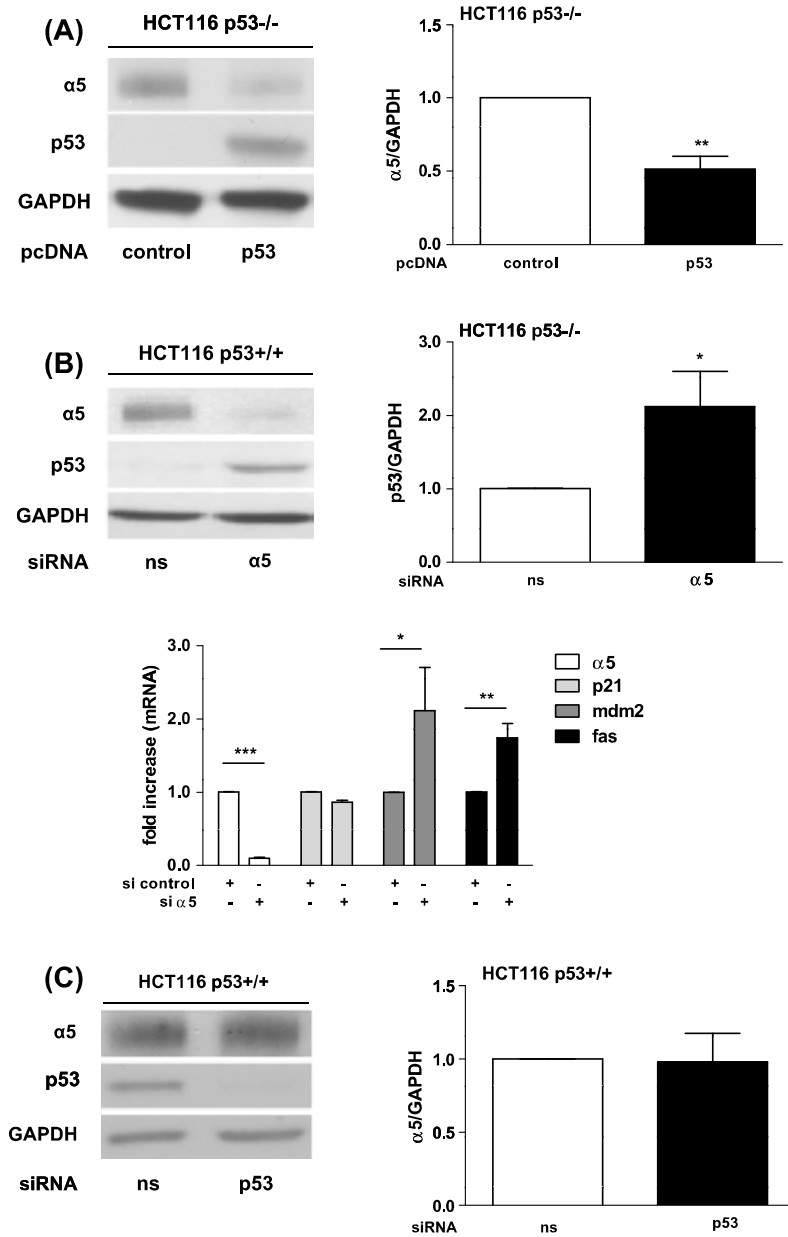 (A)
HCT116 p53-/-
α5
p53
GAPDH
pcDNA control p53
HCT116 p53-/-
α5/GAPDH
1.5
1.0
0.5
0.0
**
pcDNA control p53
(B)
HCT116 p53+/+
α5
p53
GAPDH
siRNA ns α5
HCT116 p53-/-
p53/GAPDH
3.0
2.0
1.0
0.0
*
siRNA ns α5
fold increase (mRNA)
3.0
2.0
1.0
0.0
***
*
**
α5
p21
mdm2
fas
si control + - + - + - + -
si α5 - + - + - + - +
(C)
HCT116 p53+/+
α5
p53
GAPDH
siRNA ns p53
HCT116 p53+/+
α5/GAPDH
1.5
1.0
0.5
0.0
siRNA ns p53